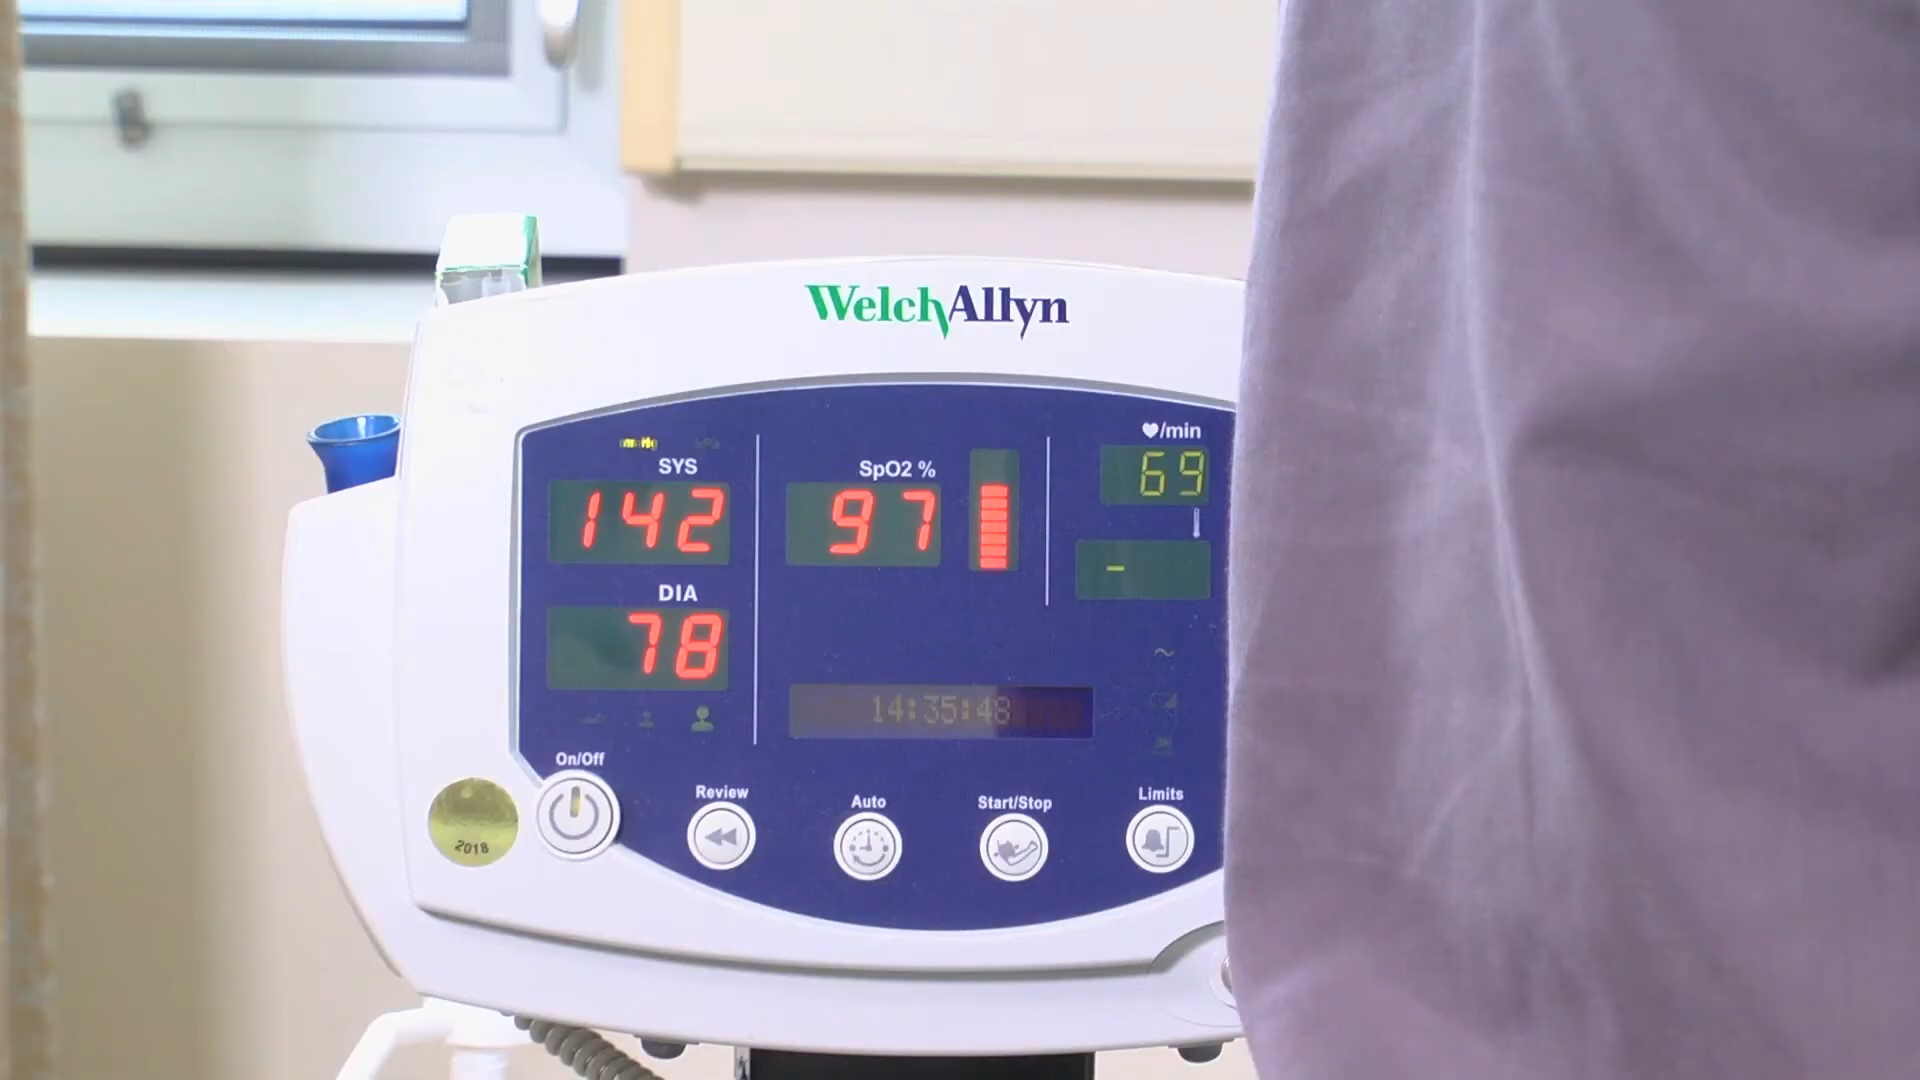 WelchAllyn
mmHg
SYS
142
DIA
78
SpO2 %
97
♥/min
69
-
14:35:48
On/Off
Review
Auto
Start/Stop
Limits
2018